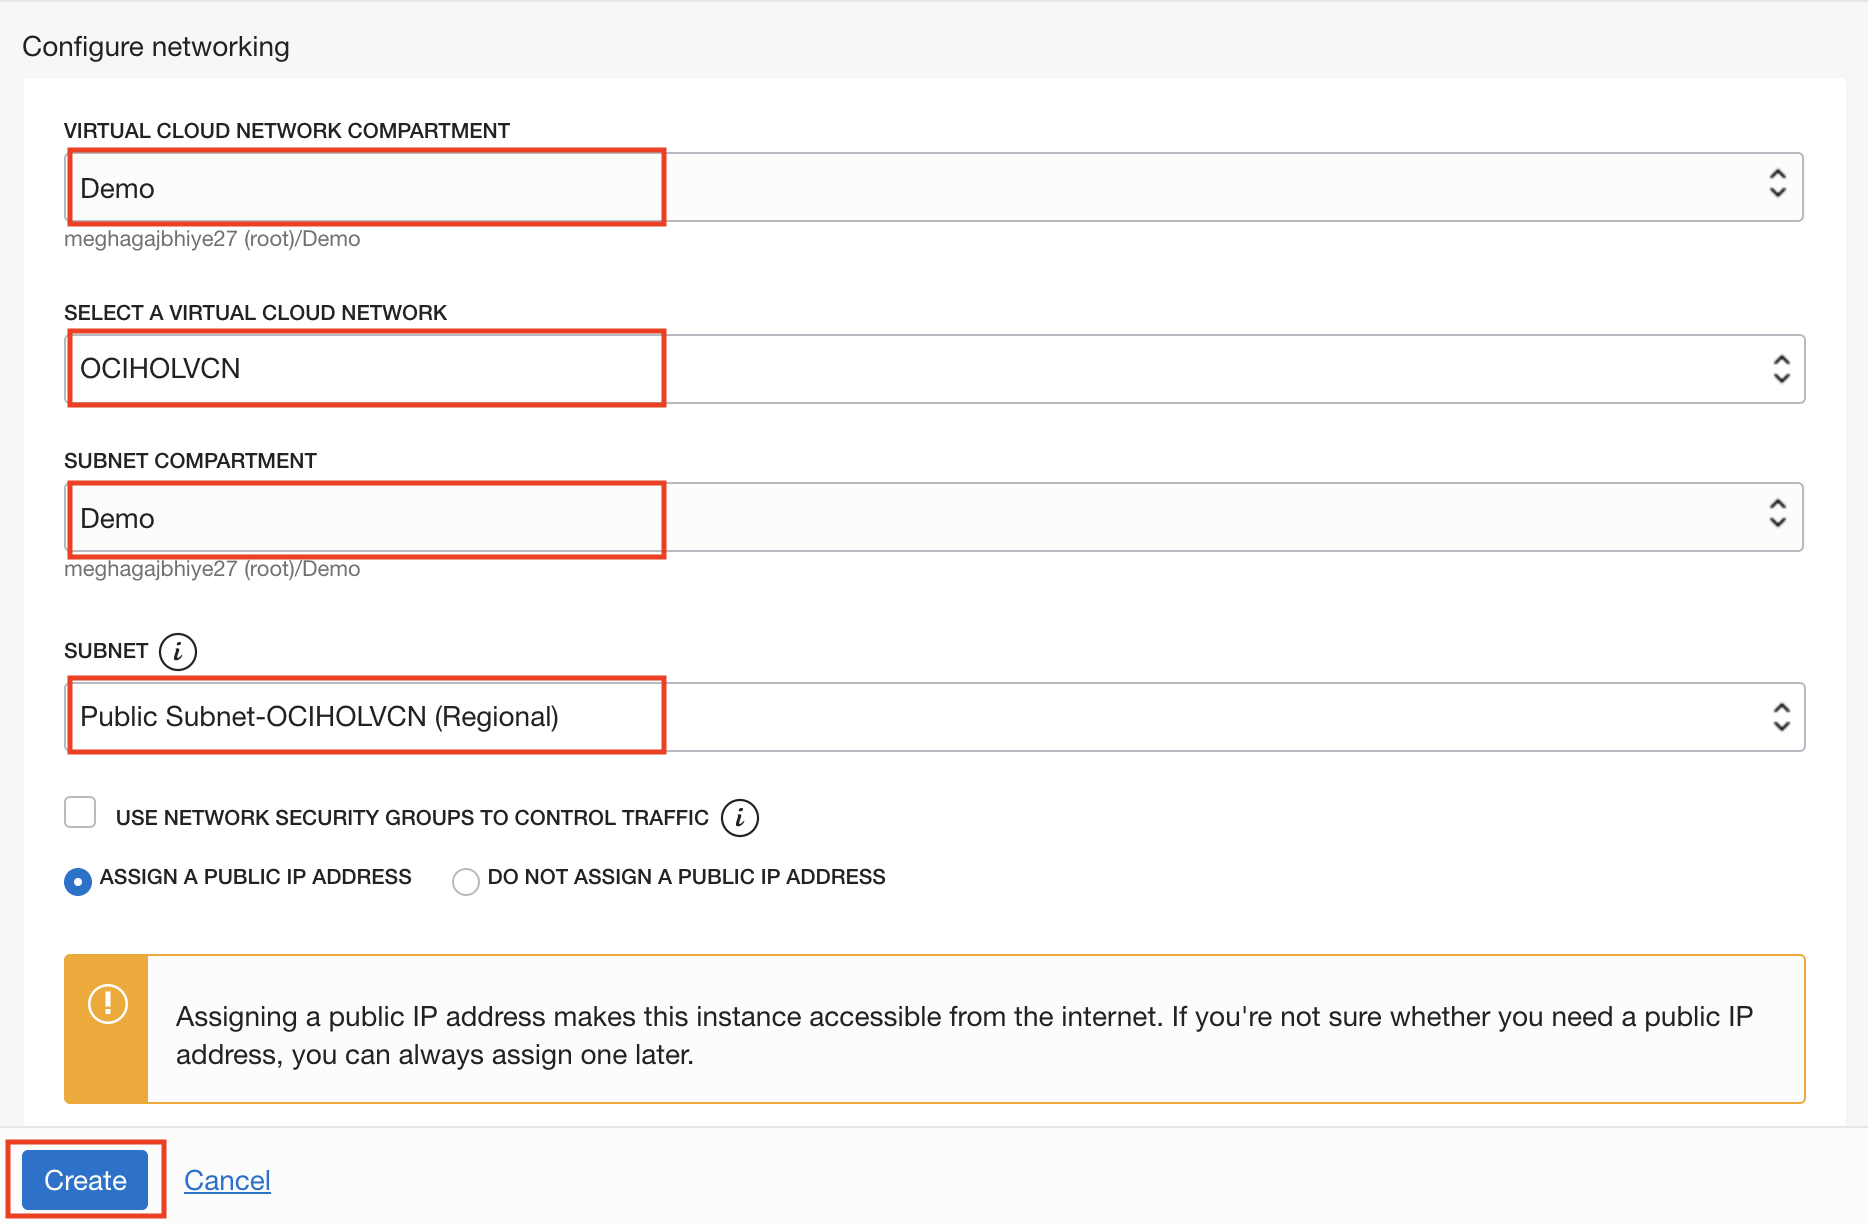 Configure networking
VIRTUAL CLOUD NETWORK COMPARTMENT
Demo
meghagajbhiye27 (root)/Demo
SELECT A VIRTUAL CLOUD NETWORK
OCIHOLVCN
SUBNET COMPARTMENT
Demo
meghagajbhiye27 (root)/Demo
SUBNET i
Public Subnet-OCIHOLVCN (Regional)
USE NETWORK SECURITY GROUPS TO CONTROL TRAFFIC i
ASSIGN A PUBLIC IP ADDRESS DO NOT ASSIGN A PUBLIC IP ADDRESS
Assigning a public IP address makes this instance accessible from the internet. If you're not sure whether you need a public IP
address, you can always assign one later.
Create Cancel